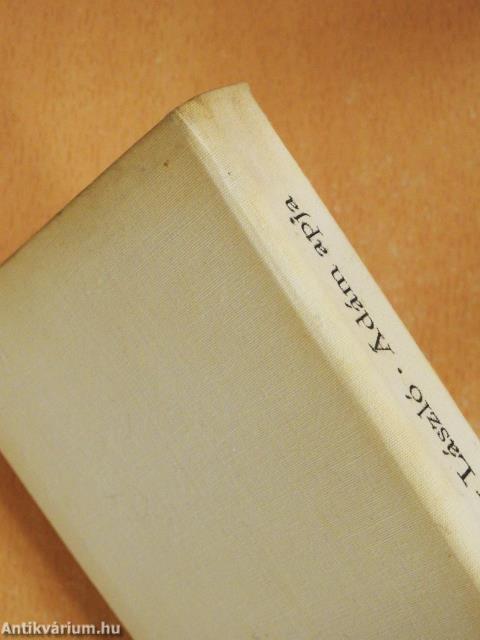 László . Ádám apja
Antikvárium.hu